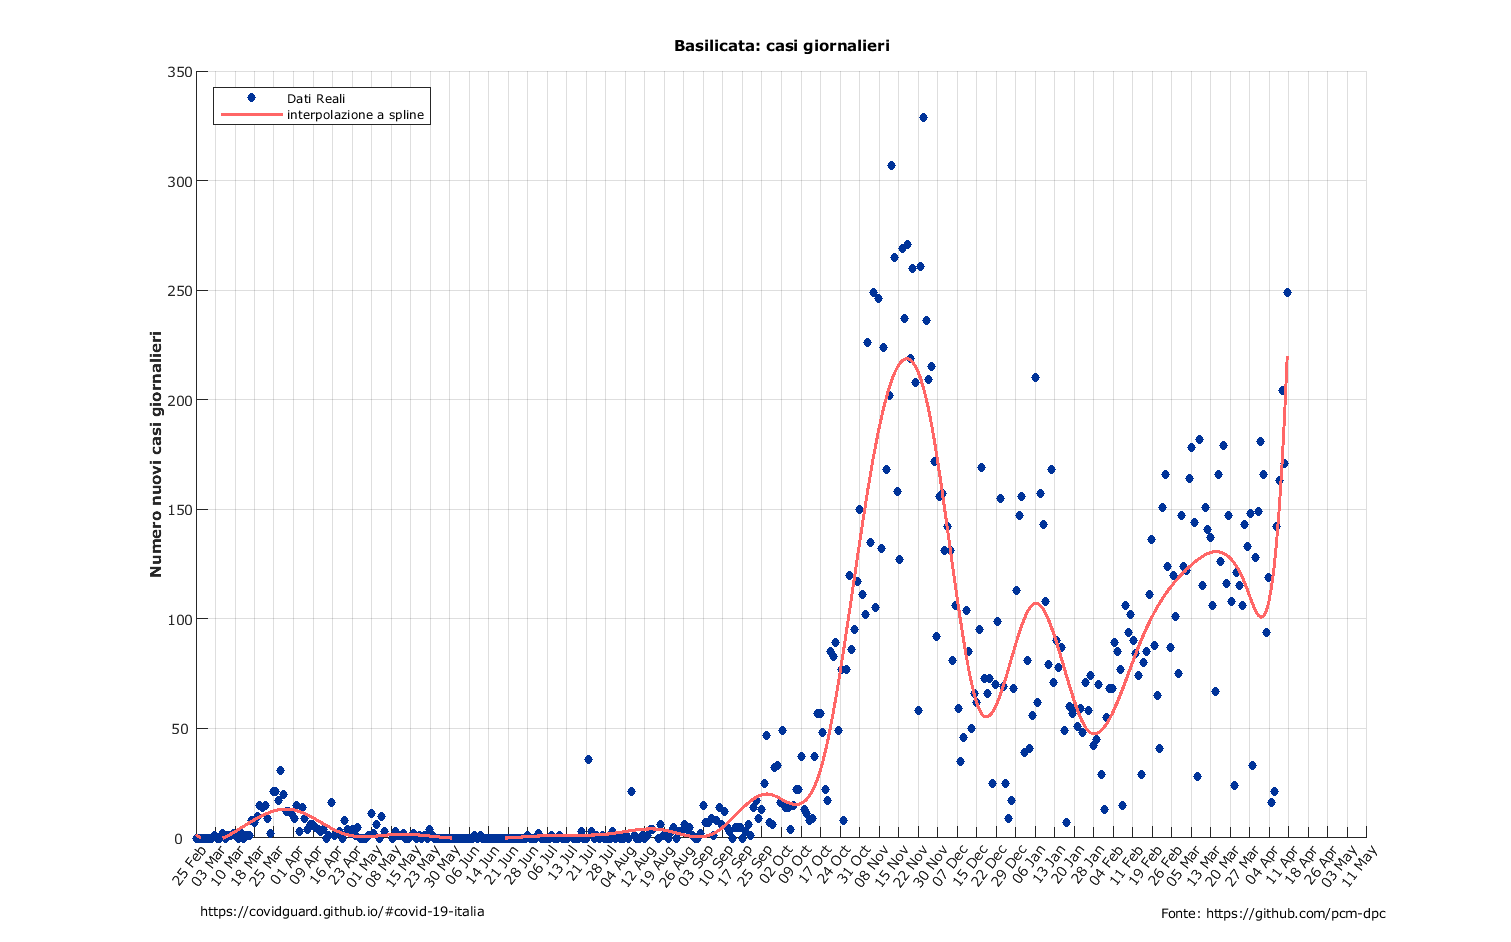 Basilicata: casi giornalieri
Dati Reali
interpolazione a spline
Numero nuovi casi giornalieri
350
300
250
200
150
100
50
0
25 Feb
03 Mar
10 Mar
18 Mar
25 Mar
01 Apr
09 Apr
16 Apr
23 Apr
01 May
08 May
15 May
23 May
30 May
06 Jun
14 Jun
21 Jun
28 Jun
06 Jul
13 Jul
21 Jul
28 Jul
04 Aug
12 Aug
19 Aug
26 Aug
03 Sep
10 Sep
17 Sep
25 Sep
02 Oct
09 Oct
17 Oct
24 Oct
31 Oct
08 Nov
15 Nov
22 Nov
30 Nov
07 Dec
15 Dec
22 Dec
29 Dec
06 Jan
13 Jan
20 Jan
28 Jan
04 Feb
11 Feb
19 Feb
26 Feb
05 Mar
13 Mar
20 Mar
27 Mar
04 Apr
11 Apr
18 Apr
26 Apr
03 May
11 May
https://covidguard.github.io/#covid-19-italia
Fonte: https://github.com/pcm-dpc